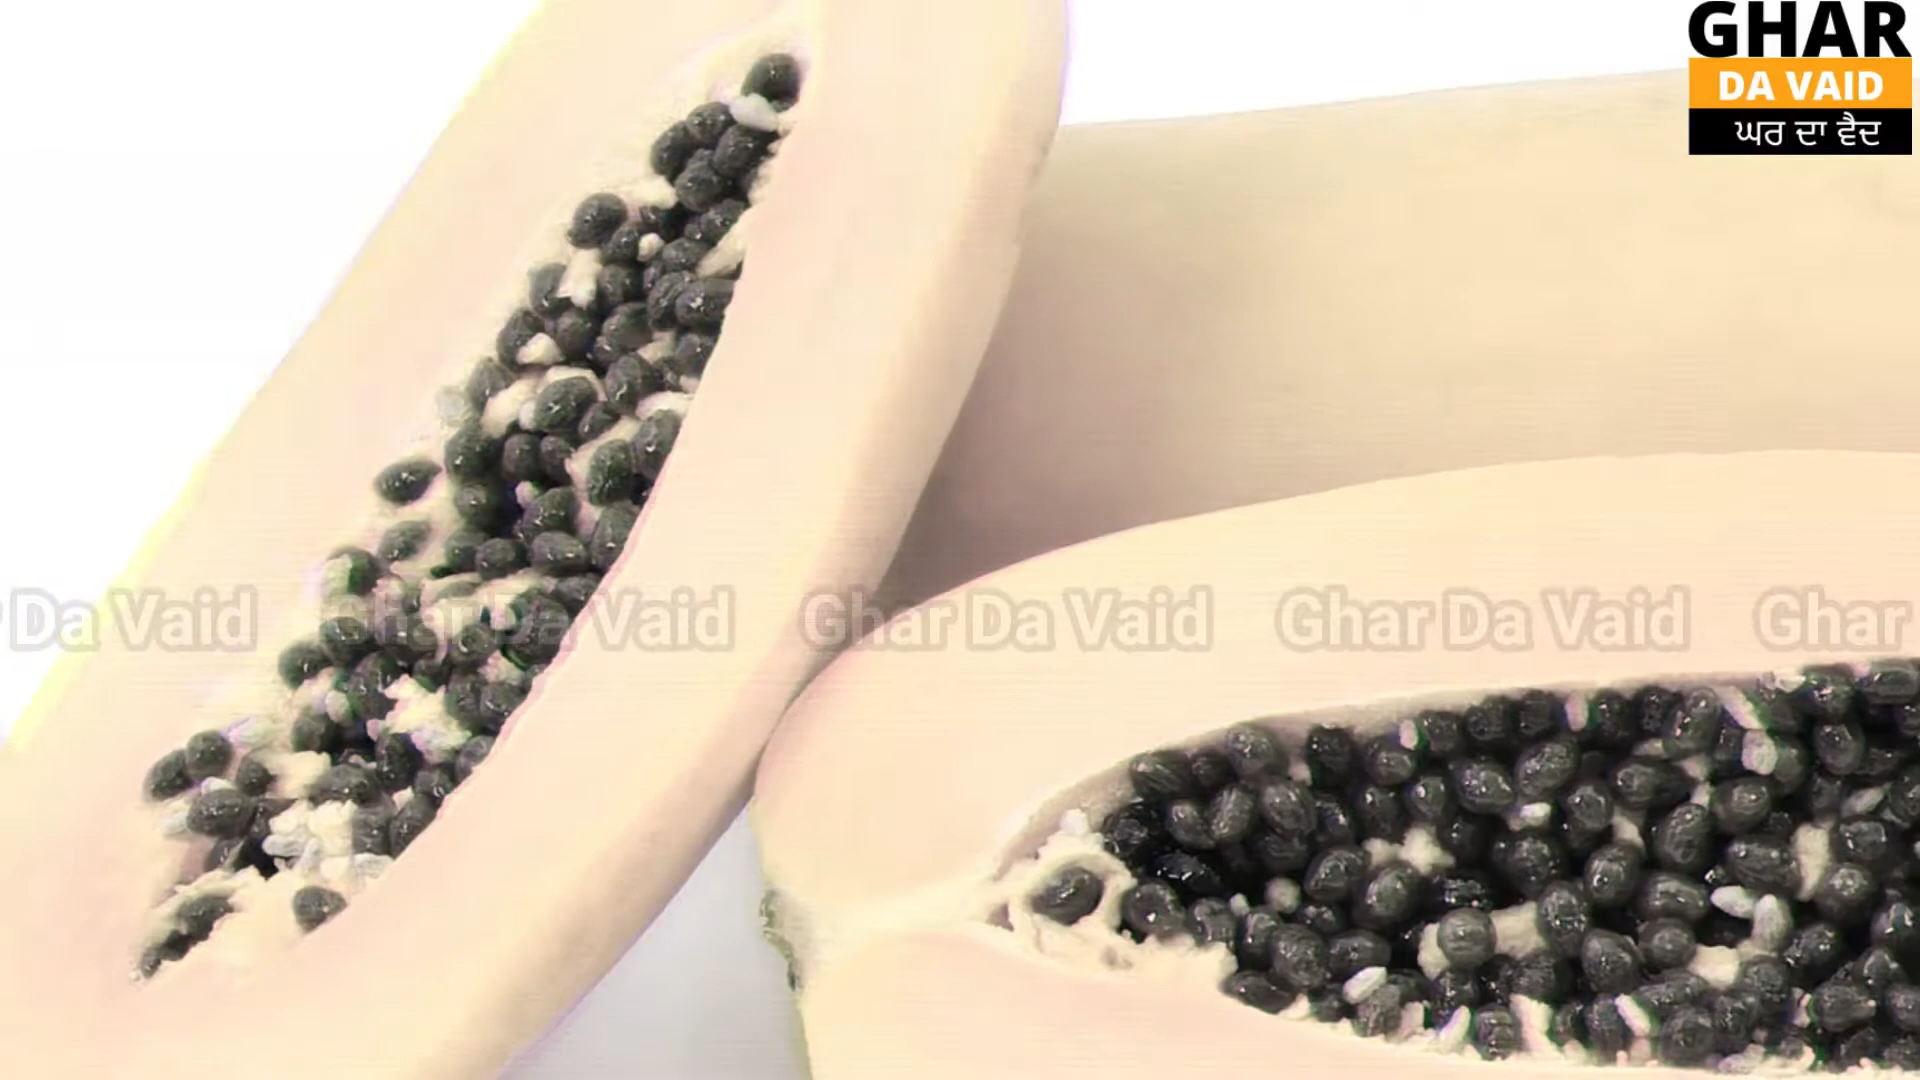 GHAR
DA VAID
ਘਰ ਦਾ ਵੈਦ
Da Vaid Ghar Da Vaid Ghar Da Vaid Ghar Da Vaid Ghar